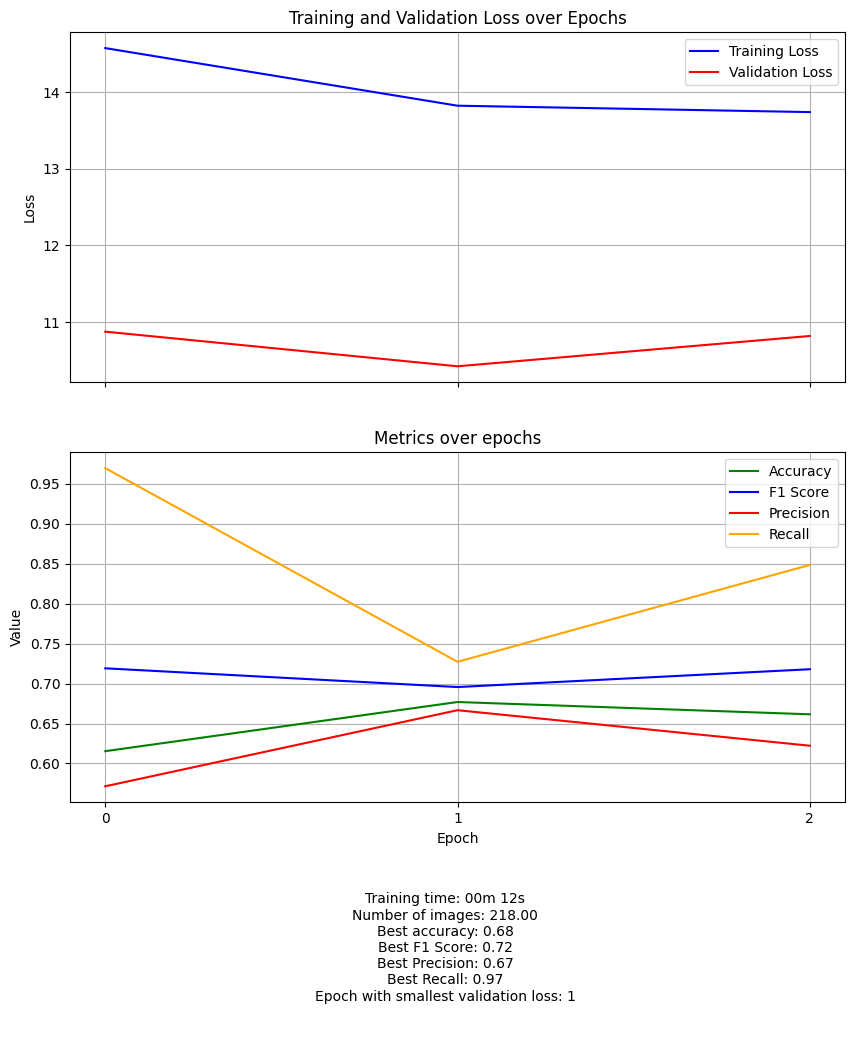 Training and Validation Loss over Epochs
Training Loss
Validation Loss
14
13
12
11
Loss
Metrics over epochs
Accuracy
F1 Score
Precision
Recall
0.95
0.90
0.85
0.80
0.75
0.70
0.65
0.60
Value
0
1
2
Epoch
Training time: 00m 12s
Number of images: 218.00
Best accuracy: 0.68
Best F1 Score: 0.72
Best Precision: 0.67
Best Recall: 0.97
Epoch with smallest validation loss: 1